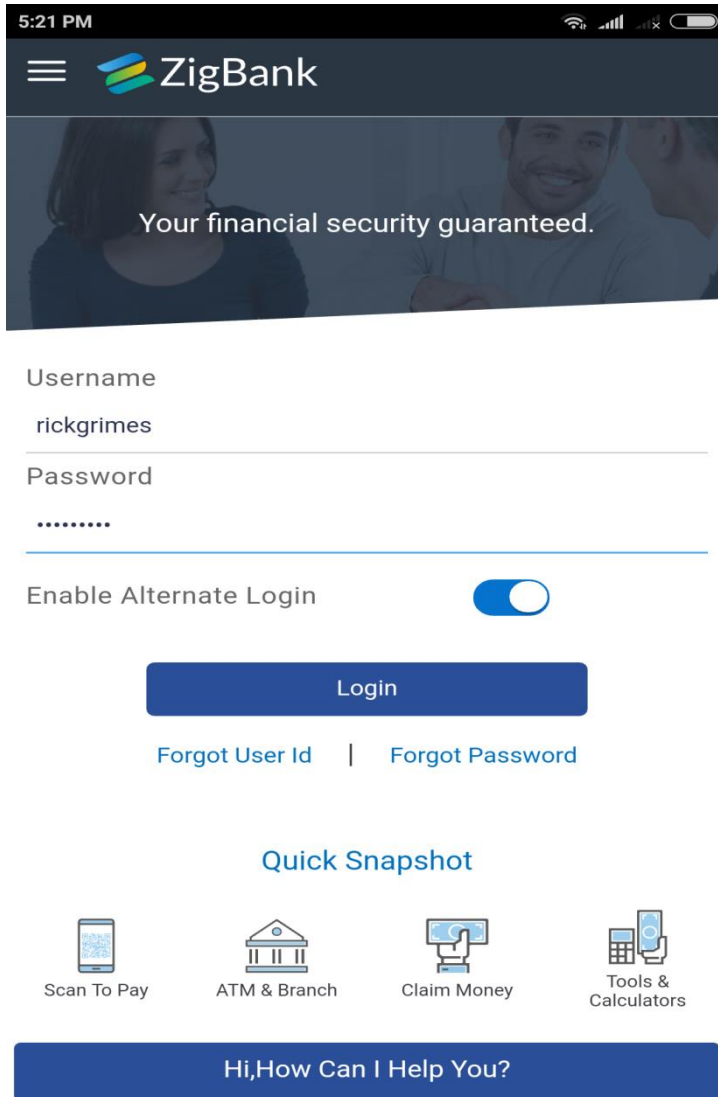 5:21 PM
ZigBank
Your financial security guaranteed.
Username
rickgrimes
Password
•••••••••
Enable Alternate Login
Login
Forgot User Id | Forgot Password
Quick Snapshot
Scan To Pay ATM & Branch Claim Money Tools &
Calculators
Hi,How Can I Help You?